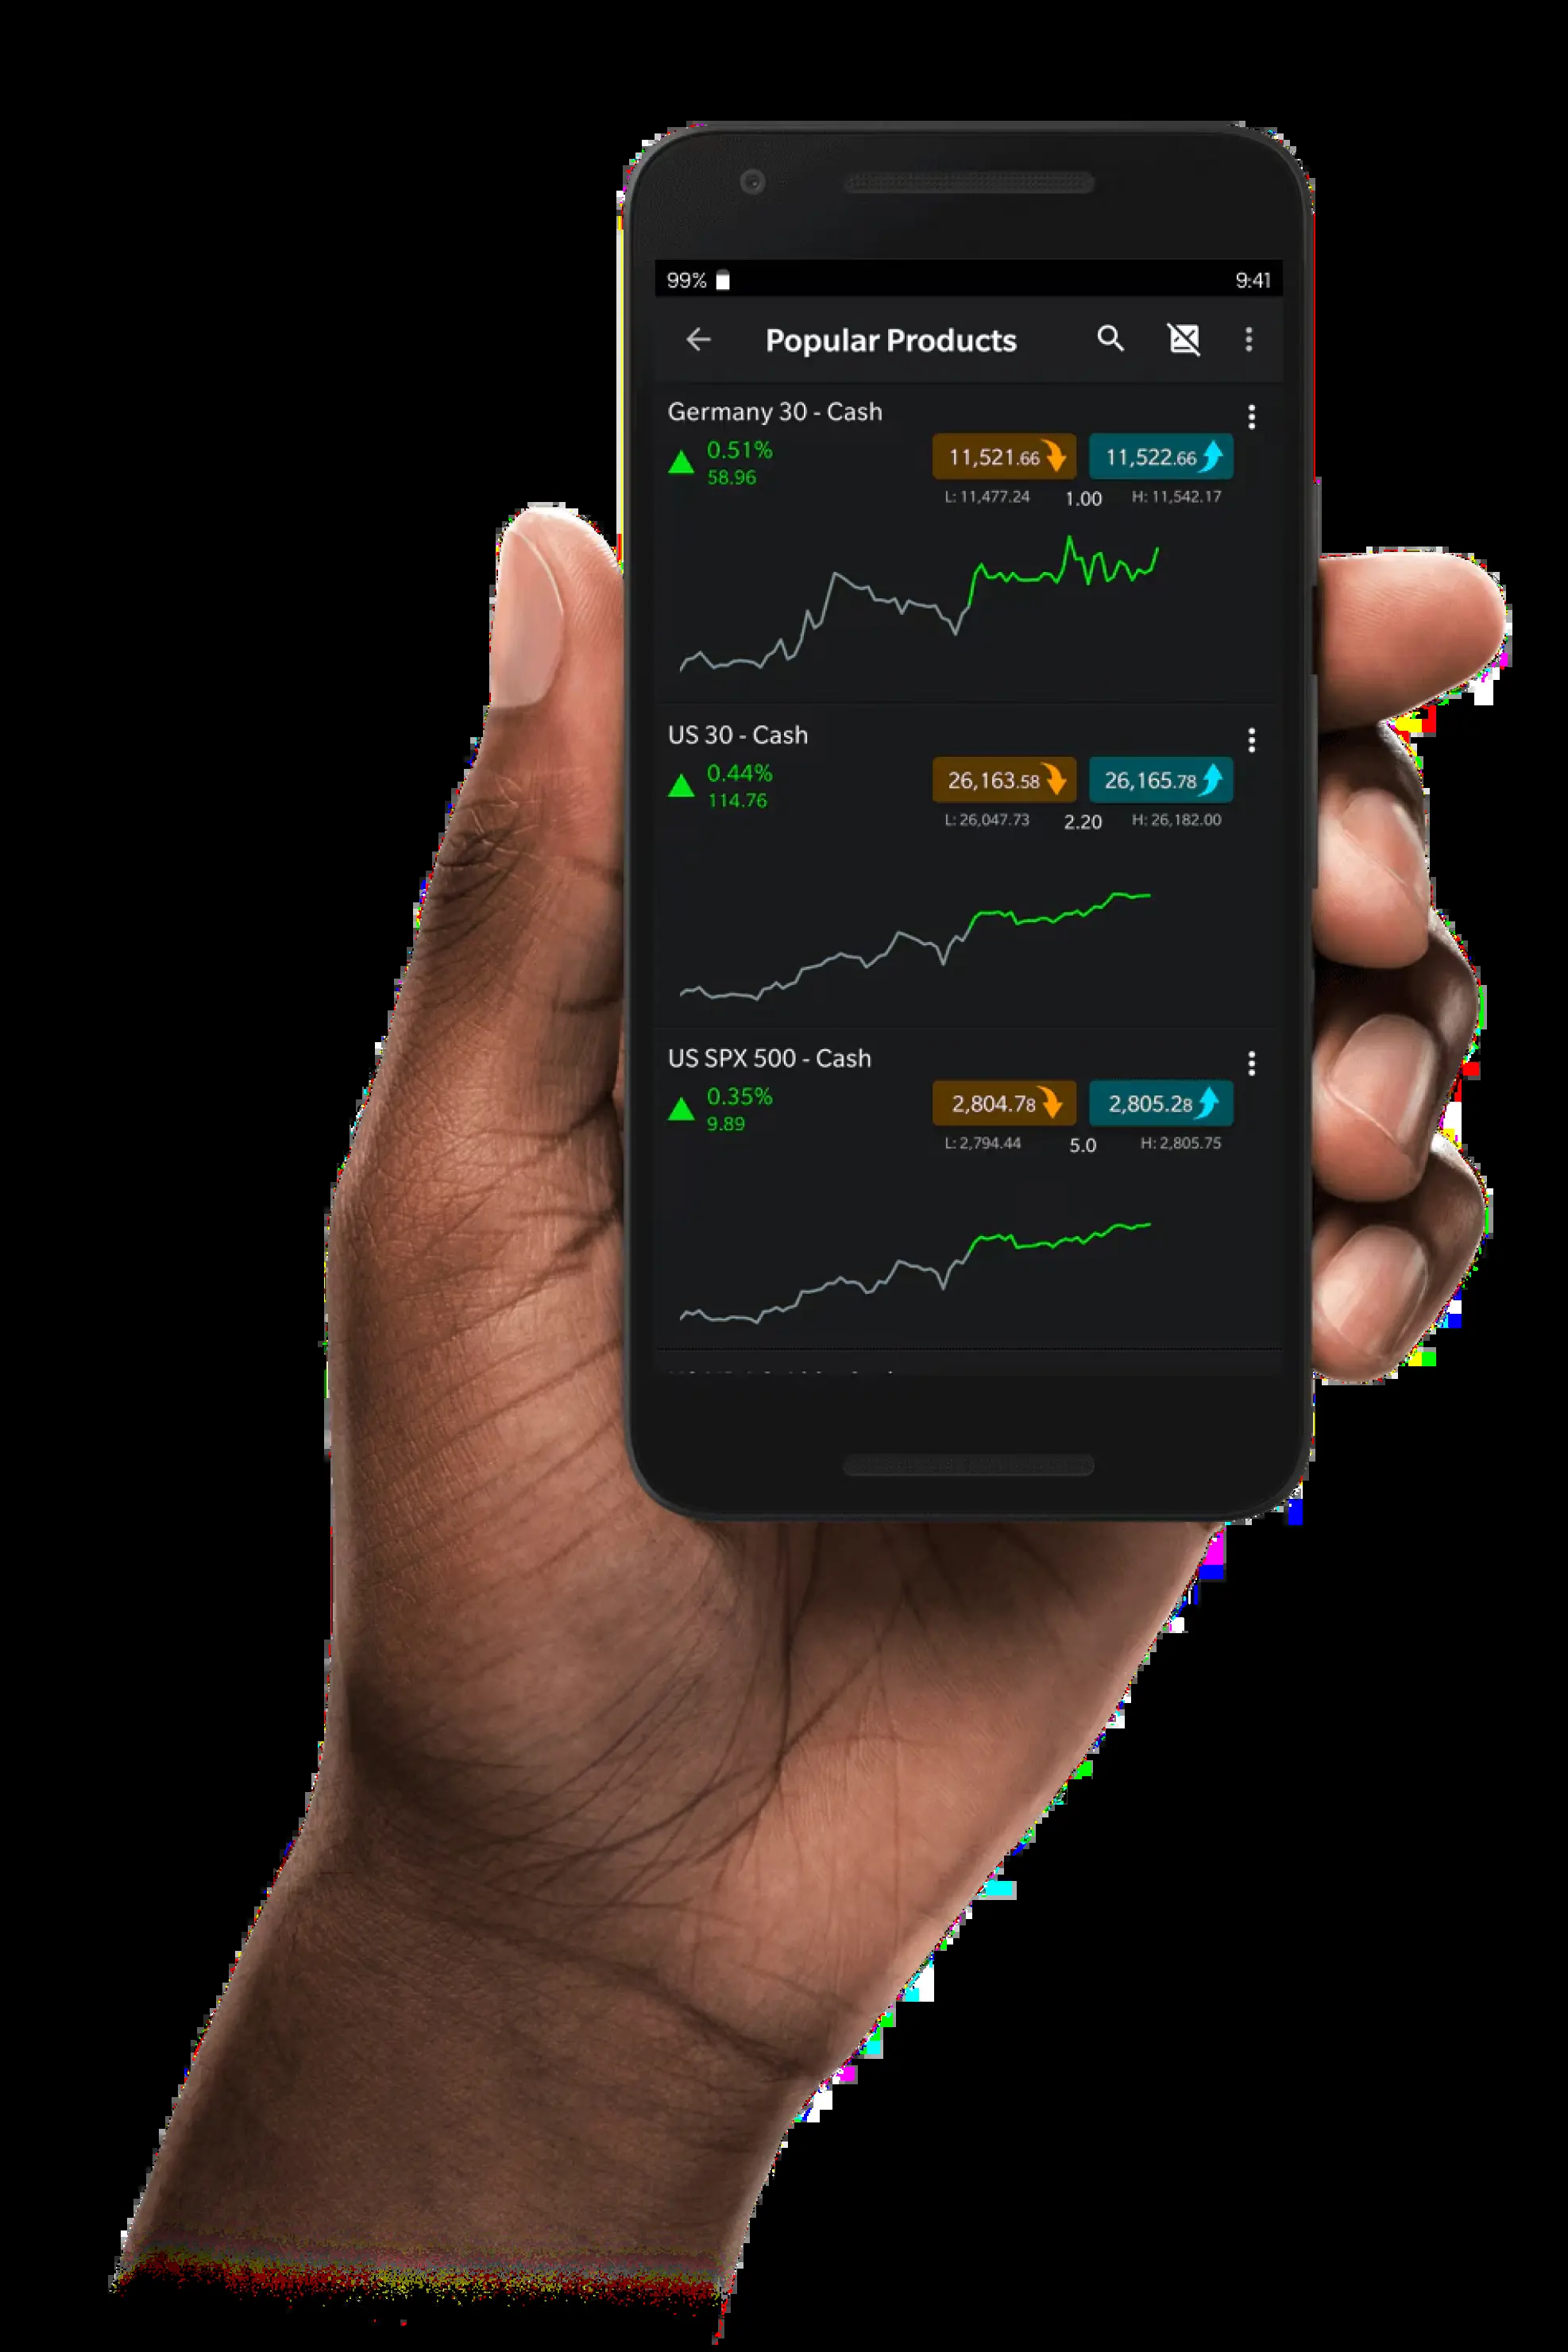 99% 9:41
Popular Products
Germany 30 - Cash
0.51%
58.96
11,521.66 11,522.66
L: 11,477.24 1.00 H: 11,542.17
US 30 - Cash
0.44%
114.76
26,163.58 26,165.78
L: 26,047.73 2.20 H: 26,182.00
US SPX 500 - Cash
0.35%
9.89
2,804.78 2,805.28
L: 2,794.44 5.0 H: 2,805.75